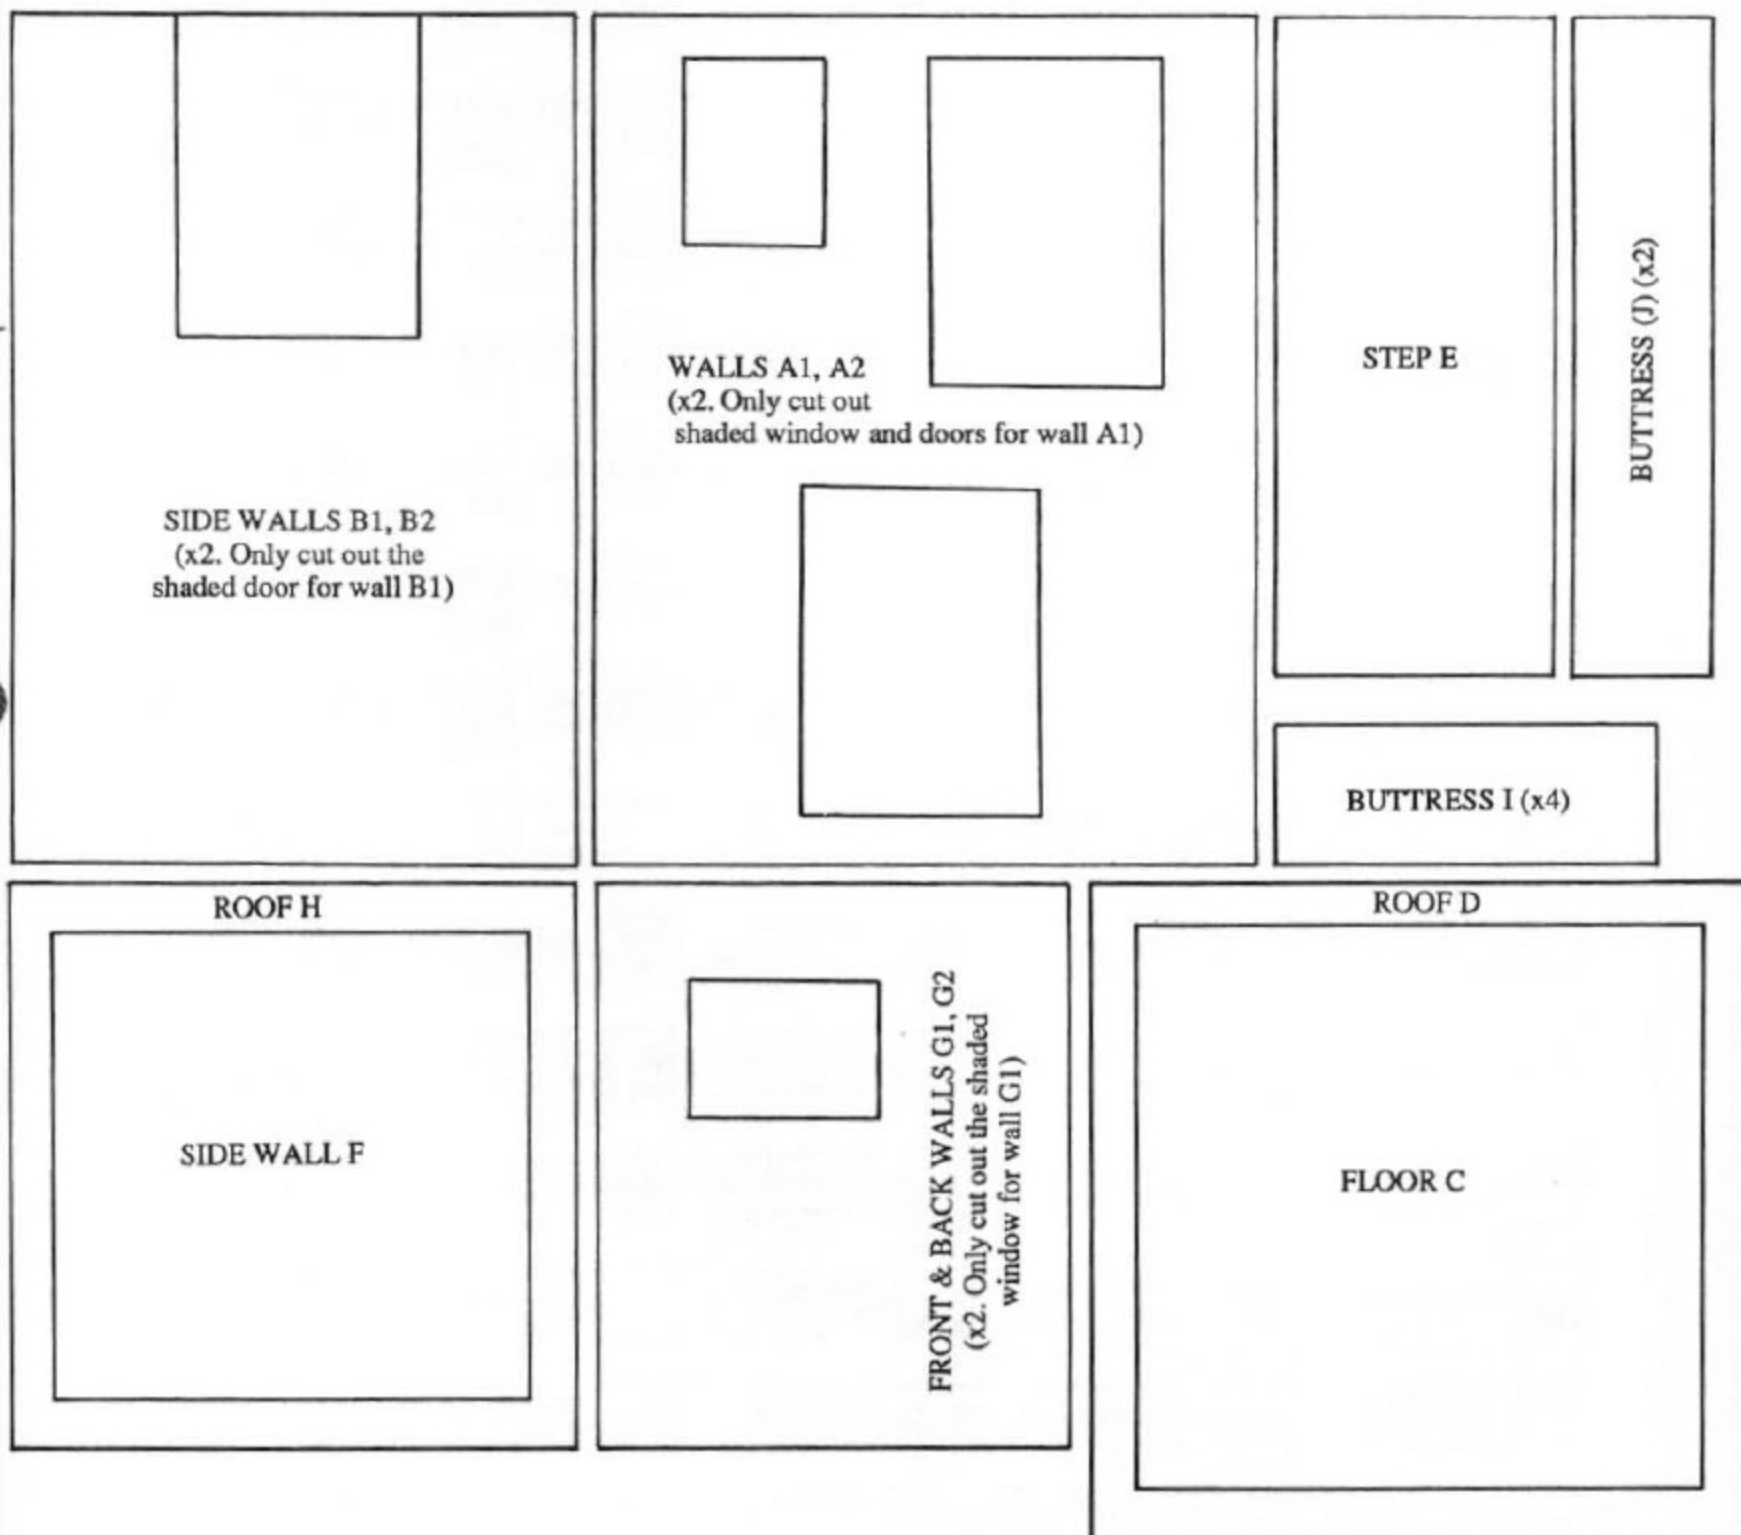 WALLS A1, A2
(x2. Only cut out
shaded window and doors for wall A1)
STEP E
BUTTRESS (J) (x2)
SIDE WALLS B1, B2
(x2. Only cut out the
shaded door for wall B1)
BUTTRESS I (x4)
ROOF H
SIDE WALL F
FRONT & BACK WALLS G1, G2
(x2. Only cut out the shaded
window for wall G1)
ROOF D
FLOOR C